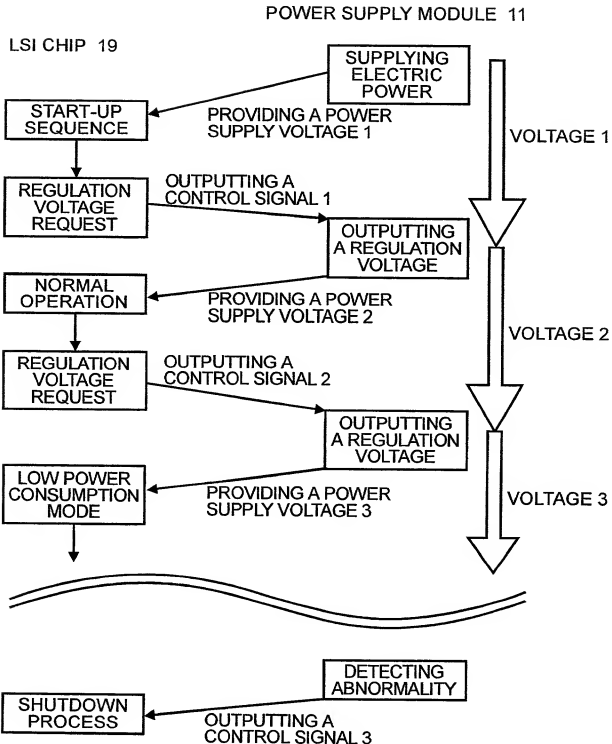 POWER SUPPLY MODULE 11
LSI CHIP 19
SUPPLYING
ELECTRIC
POWER
START-UP
SEQUENCE
PROVIDING A POWER
SUPPLY VOLTAGE 1
VOLTAGE 1
REGULATION
VOLTAGE
REQUEST
OUTPUTTING A
CONTROL SIGNAL 1
OUTPUTTING
A REGULATION
VOLTAGE
NORMAL
OPERATION
PROVIDING A POWER
SUPPLY VOLTAGE 2
VOLTAGE 2
REGULATION
VOLTAGE
REQUEST
OUTPUTTING A
CONTROL SIGNAL 2
OUTPUTTING
A REGULATION
VOLTAGE
LOW POWER
CONSUMPTION
MODE
PROVIDING A POWER
SUPPLY VOLTAGE 3
VOLTAGE 3
DETECTING
ABNORMALITY
SHUTDOWN
PROCESS
OUTPUTTING A
CONTROL SIGNAL 3